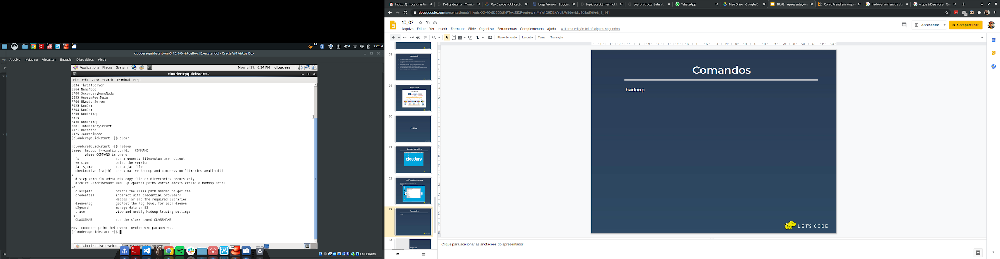 22:14
cloudera-quickstart-vm-5.13.0-0-virtualbox [Executando] - Oracle VM VirtualBox
Arquivo Máquina Visualizar Entrada Dispositivos Ajuda
Applications Places System
Mon Jul 27, 6:14 PM cloudera
cloudera@quickstart:~
File Edit View Search Terminal Help
6834 ThriftServer
5564 NameNode
5700 SecondaryNameNode
5295 QuorumPeerMain
7766 HRegionServer
7025 RunJar
7208 RunJar
8246 Bootstrap
8515
8436 Bootstrap
5881 JobHistoryServer
5371 DataNode
5475 JournalNode
[cloudera@quickstart ~]$ clear
[cloudera@quickstart ~]$ hadoop
Usage: hadoop [--config confdir] COMMAND
where COMMAND is one of:
fs run a generic filesystem user client
version print the version
jar <jar> run a jar file
checknative [-a|-h] check native hadoop and compression libraries availabilit
y
distcp <srcurl> <desturl> copy file or directories recursively
archive -archiveName NAME -p <parent path> <src>* <dest> create a hadoop archi
ve
classpath prints the class path needed to get the
credential interact with credential providers
Hadoop jar and the required libraries
daemonlog get/set the log level for each daemon
s3guard manage data on S3
trace view and modify Hadoop tracing settings
or
CLASSNAME run the class named CLASSNAME
Most commands print help when invoked w/o parameters.
[cloudera@quickstart ~]$
[Cloudera Live : Welco...
cloudera@quickstart:~
Ctrl Direito
Inbox (1) - lucas.martin
Policy details – Monito
Opções de notificação
Logs Viewer – Logging
topic-stackdriver-notif
zup-products-data-d...
WhatsApp
Meu Drive - Google Dri
10_02 - Apresentações
Como transferir arquiv
hadoop namenode sta
o que é Daemons - Goo
docs.google.com/presentation/d/11-mjzXKN4OGDZCQ6NFTyx-SSDPwn0ewerMeWlQ9ZjSk/edit#slide=id.g869a6f09e8_1_141
10_02
Arquivo Editar Ver Inserir Formatar Slide Organizar Ferramentas Complementos Ajuda
A última edição foi há alguns segundos
Apresentar
Compartilhar
Plano de fundo Layout Tema Transição
28
Datanode
29
Arquitetura
30
Prática
31
Hadoop na prática
cloudera
32
Verificando Deamons
33
Comandos
hadoop
34
Tópicos
Comandos
hadoop
LET'S CODE
Clique para adicionar as anotações do apresentador